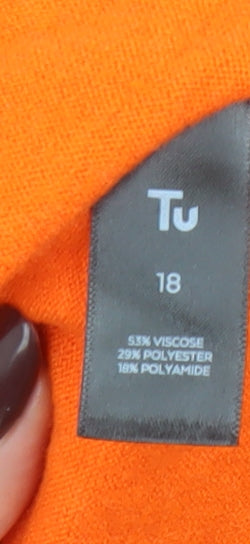 Tu
18
53% VISCOSE
29% POLYESTER
18% POLYAMIDE